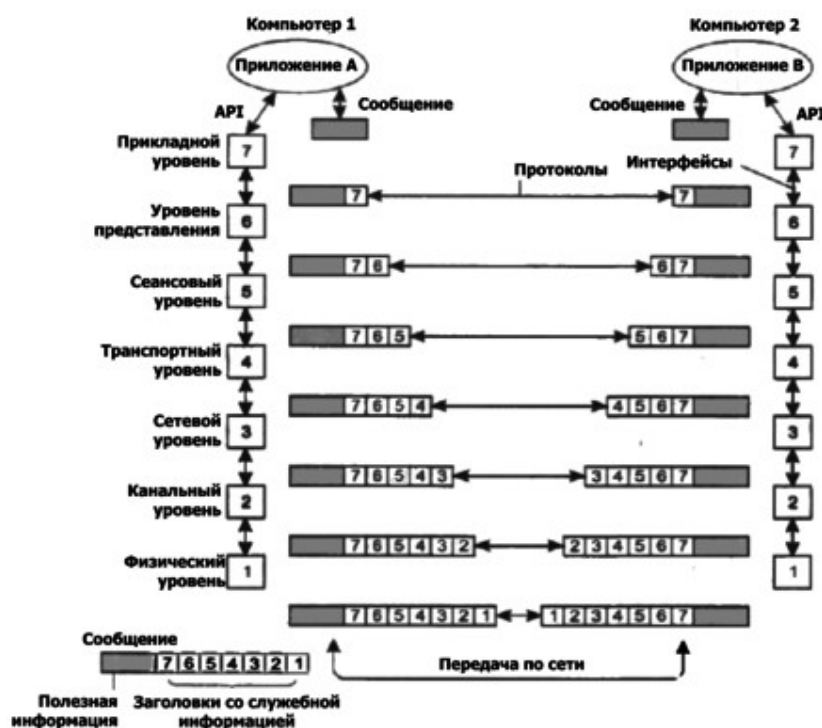 Компьютер 1 Компьютер 2
Приложение А Приложение В
API Сообщение Сообщение API
Прикладной
уровень 7 7
Протоколы Интерфейсы
7 7
Уровень
представления 6 6
7 6 6 7
Сеансовый
уровень 5 5
7 6 5 5 6 7
Транспортный
уровень 4 4
7 6 5 4 4 5 6 7
Сетевой
уровень 3 3
7 6 5 4 3 3 4 5 6 7
Канальный
уровень 2 2
7 6 5 4 3 2 2 3 4 5 6 7
Физический
уровень 1 1
7 6 5 4 3 2 1 1 2 3 4 5 6 7
Сообщение
7 6 5 4 3 2 1
Передача по сети
Полезная
информация
Заголовки со служебной
информацией